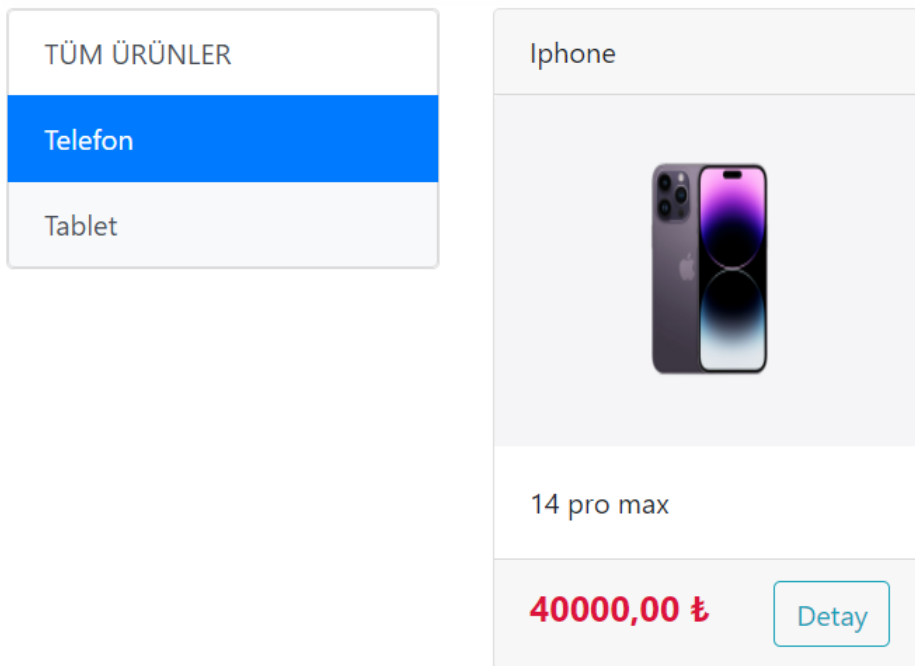 TÜM ÜRÜNLER
Telefon
Tablet
Iphone
14 pro max
40000,00 ₺
Detay